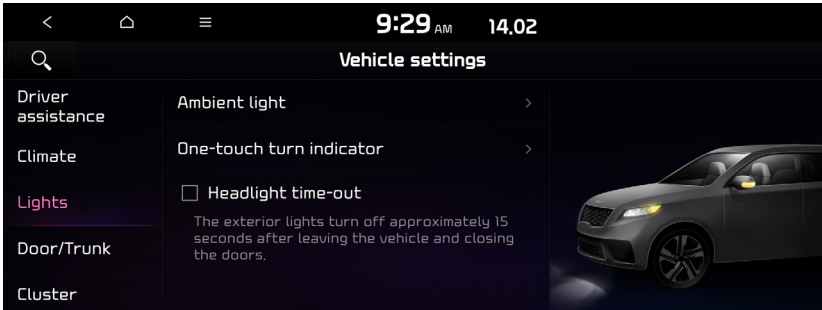 9:29 AM 14.02
Vehicle settings
Driver
assistance
Climate
Lights
Door/Trunk
Cluster
Ambient light
One-touch turn indicator
Headlight time-out
The exterior lights turn off approximately 15
seconds after leaving the vehicle and closing
the doors.